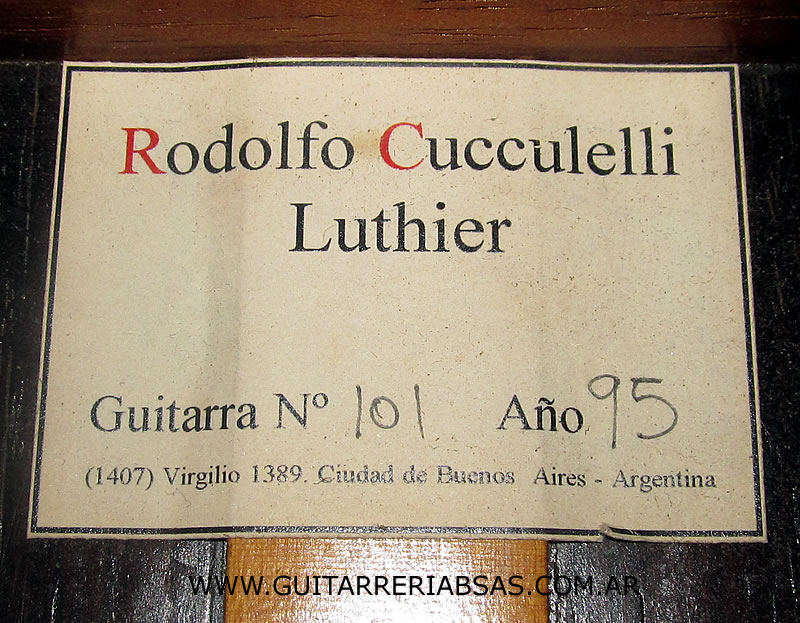 Rodolfo Cucculelli
Luthier
Guitarra Nº 101 Año 95
(1407) Virgilio 1389. Ciudad de Buenos Aires - Argentina
WWW.GUITARRERIABSAS.COM.AR